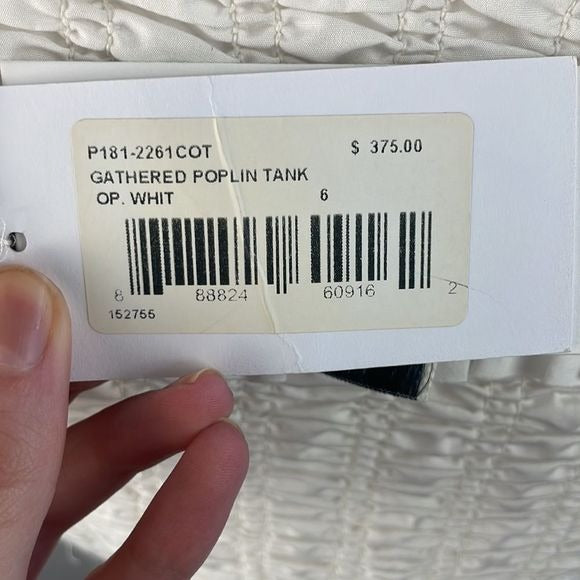 P181-2261COT $ 375.00
GATHERED POPLIN TANK
OP. WHIT 6
8 88824 60916 2
152755